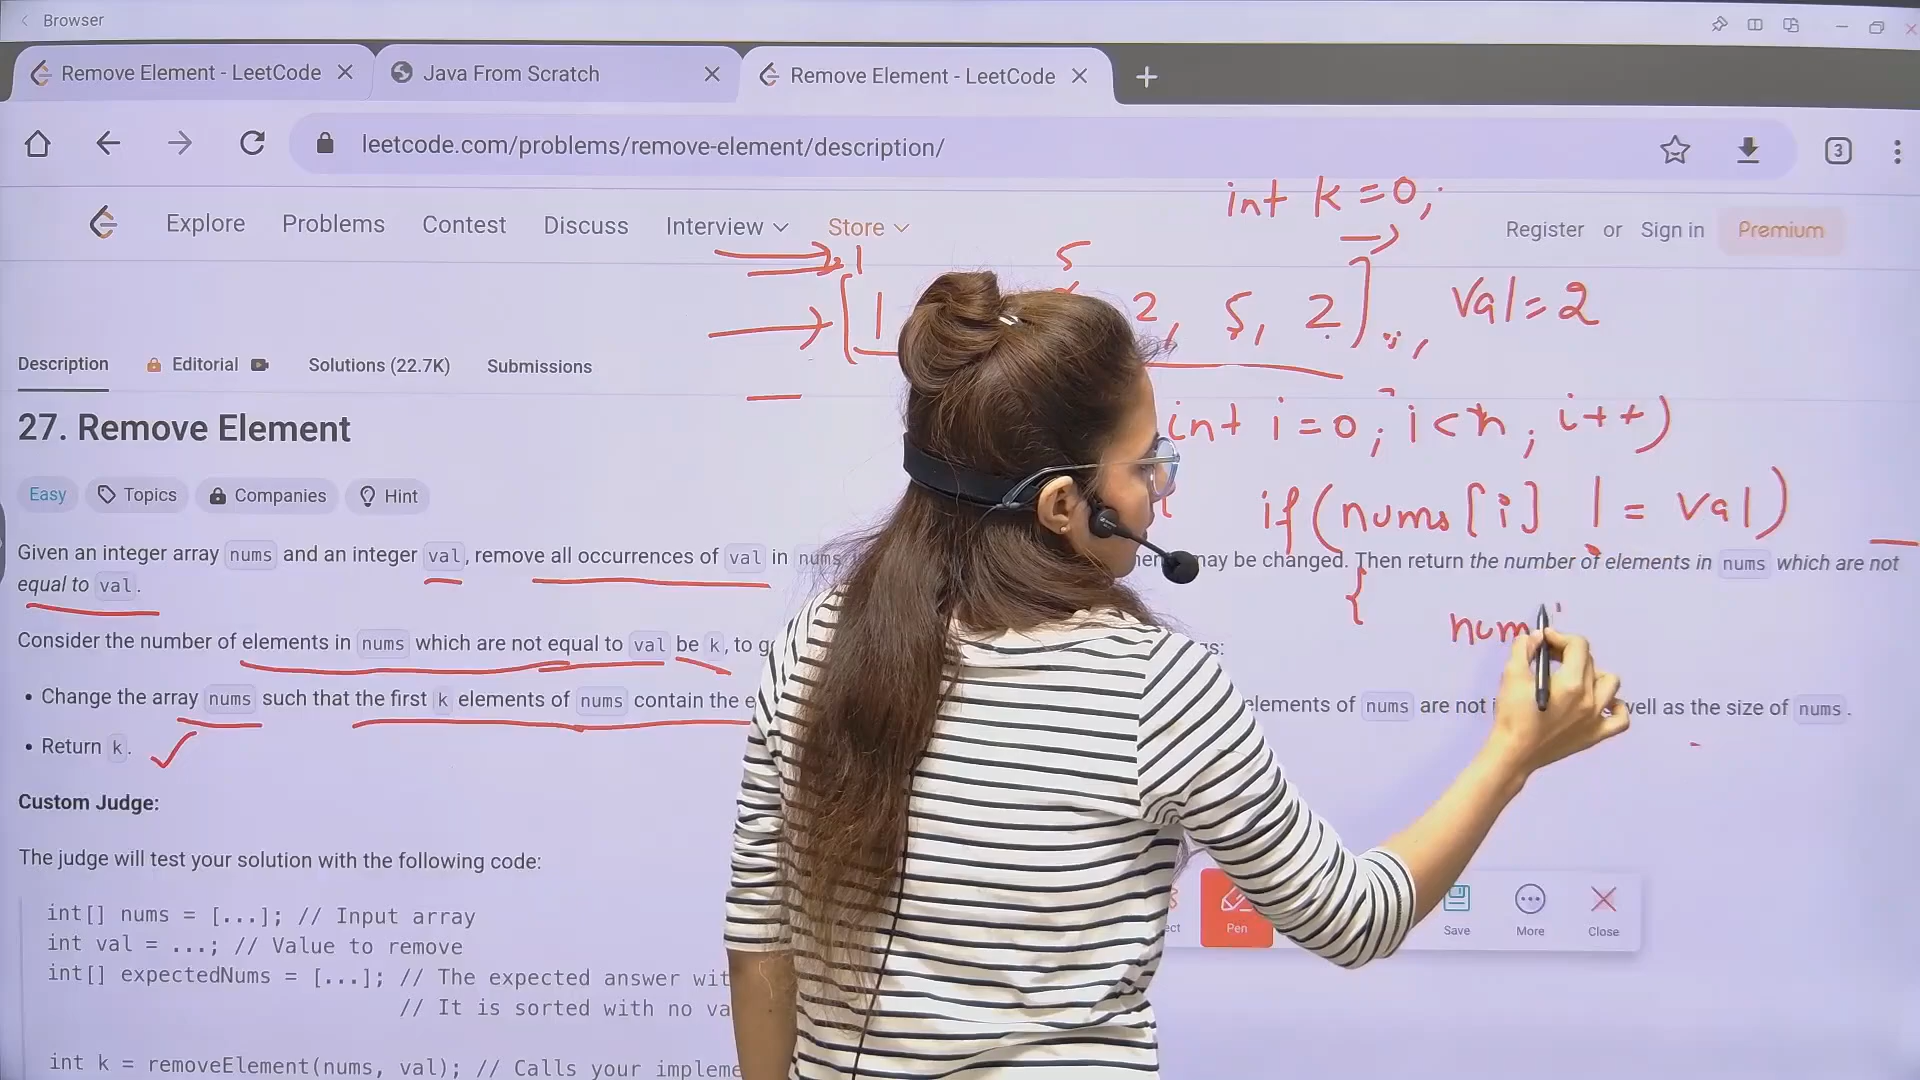 Browser
Remove Element - LeetCode
Java From Scratch
Remove Element - LeetCode
leetcode.com/problems/remove-element/description/
3
int k = 0;
Explore Problems Contest Discuss Interview Store Register or Sign in Premium
1 5
[ 1 2, 5, 2 ] , Val = 2
Description Editorial Solutions (22.7K) Submissions
int i = 0; i < n ; i++)
27. Remove Element
Easy Topics Companies Hint
if (nums [i] != val)
Given an integer array nums and an integer val, remove all occurrences of val in nums may be changed. Then return the number of elements in nums which are not
equal to val.
{
num
Consider the number of elements in nums which are not equal to val be k, to
• Change the array nums such that the first k elements of nums contain the elements of nums are not well as the size of nums.
• Return k.
Custom Judge:
The judge will test your solution with the following code:
Pen Save More Close
int[] nums = [...]; // Input array
int val = ...; // Value to remove
int[] expectedNums = [...]; // The expected answer
// It is sorted with no
int k = removeElement(nums, val); // Calls your